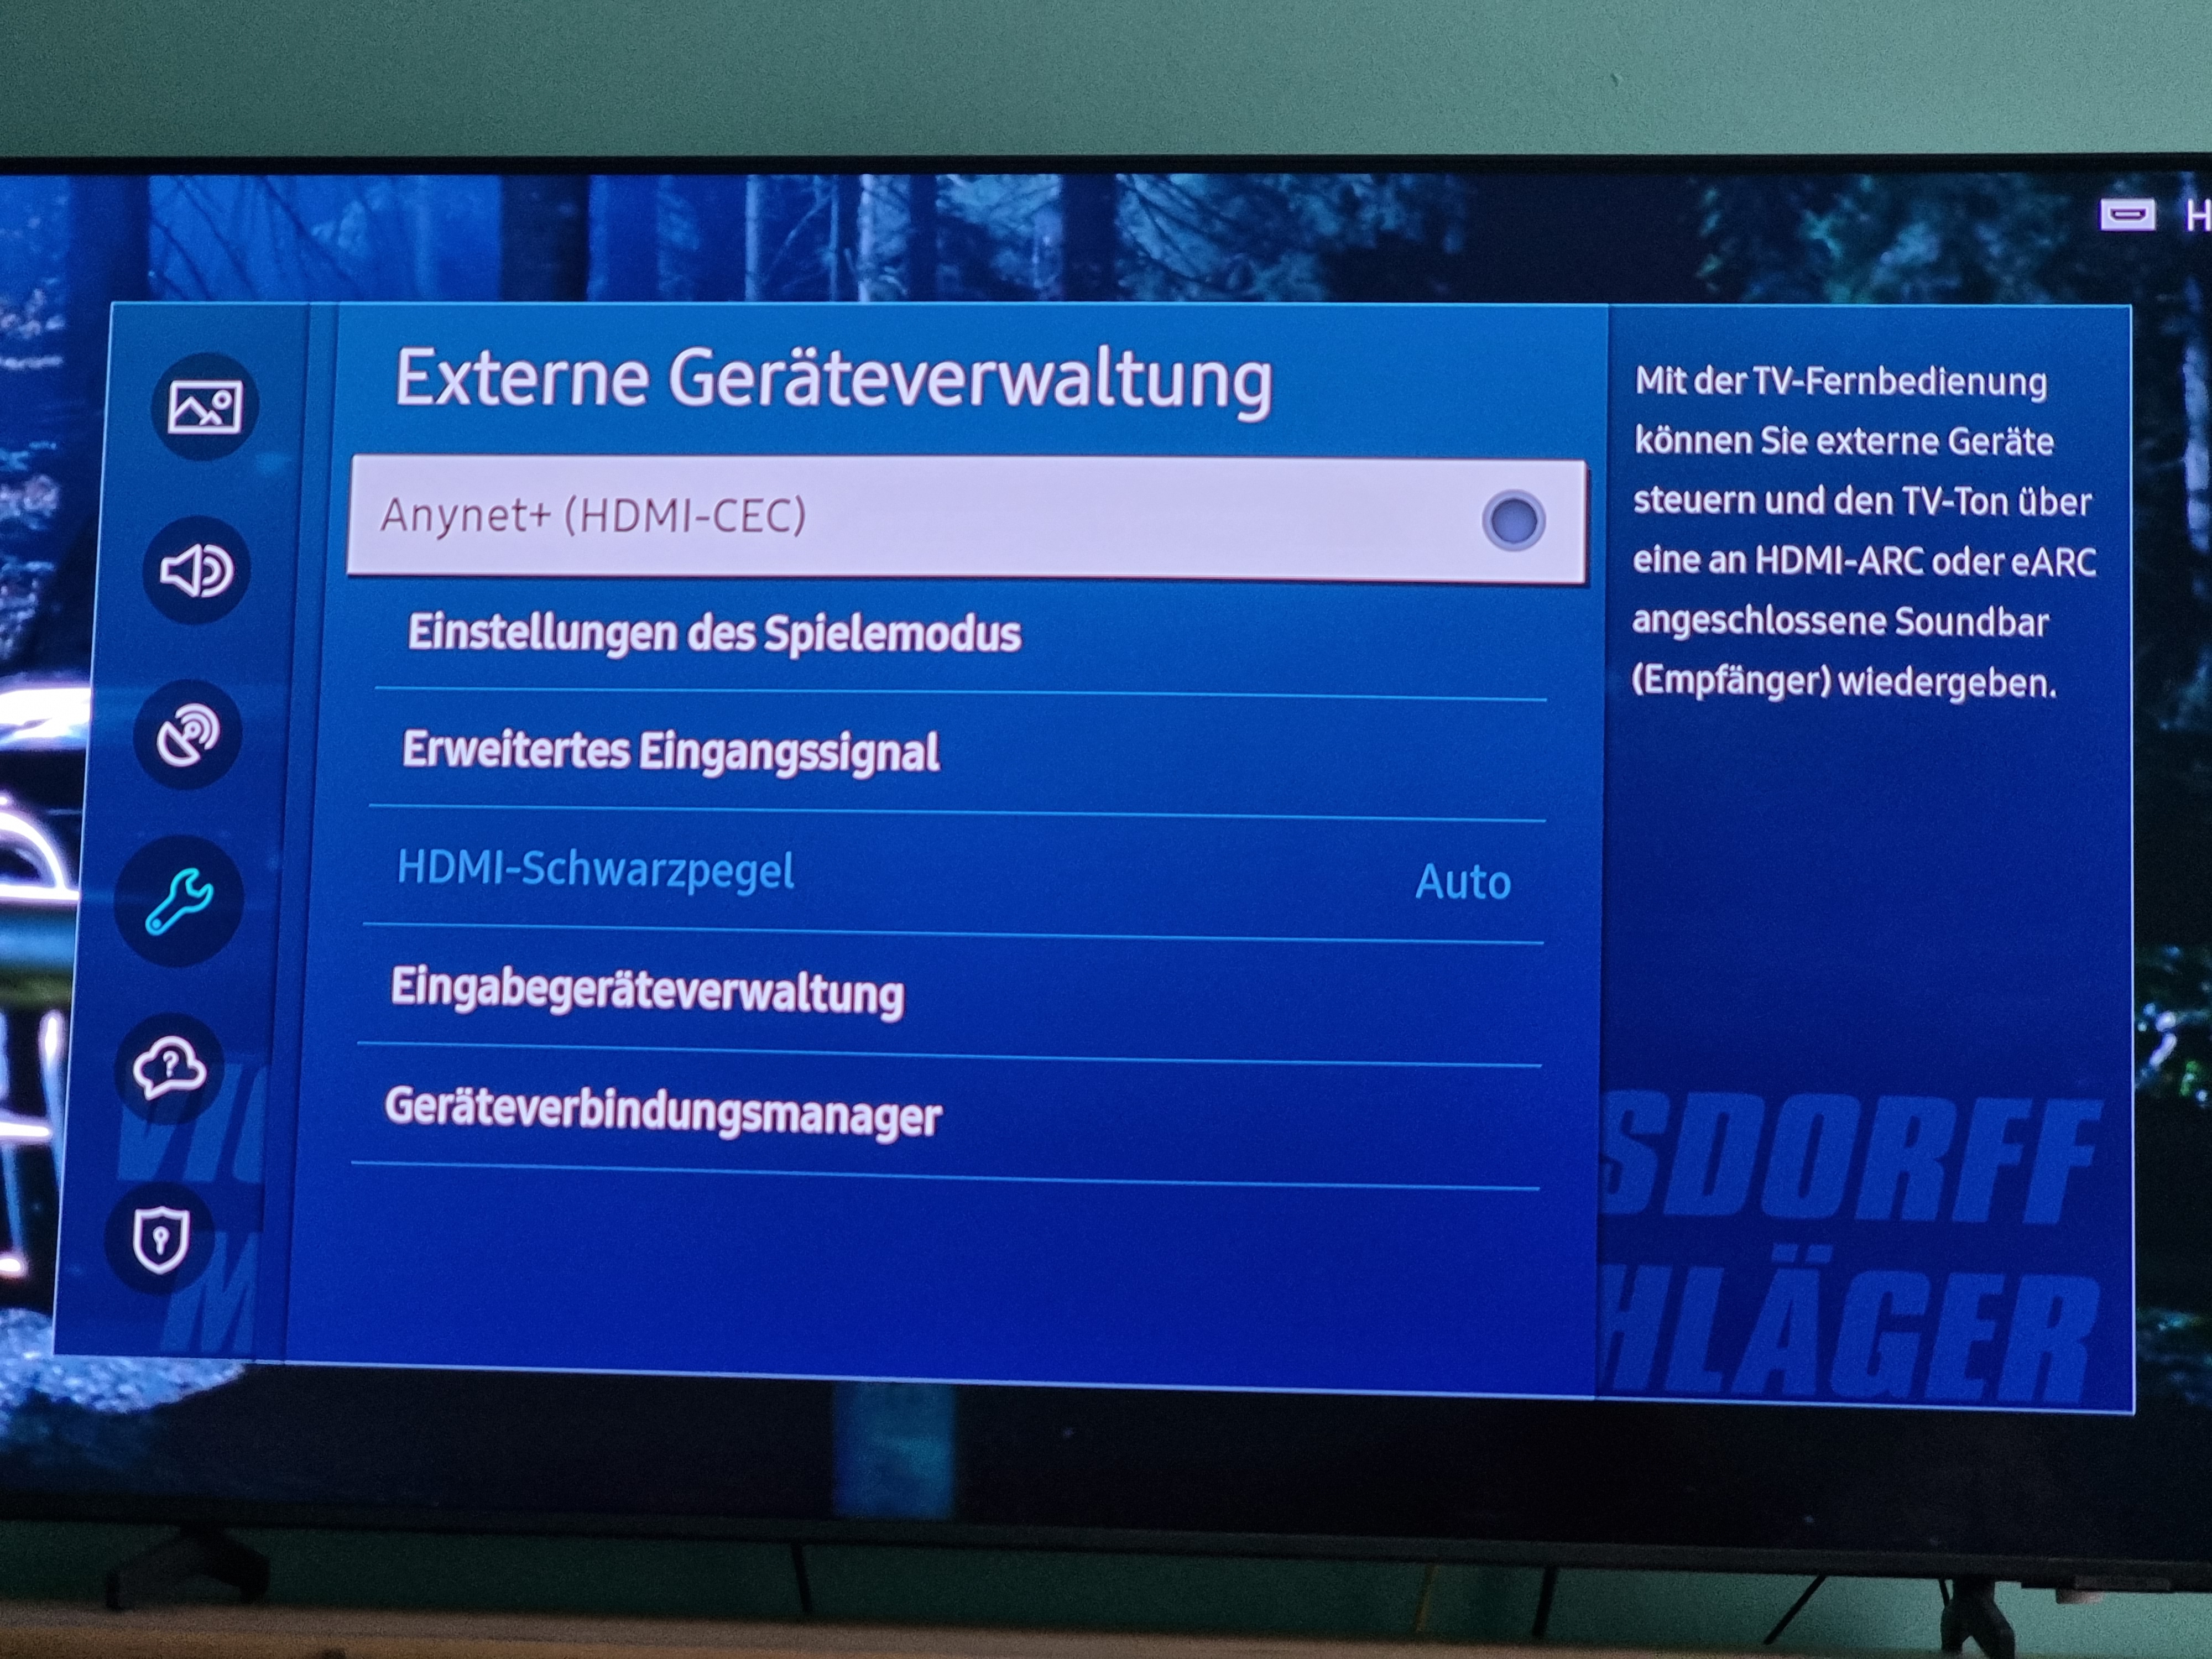 H
Externe Geräteverwaltung
Anynet+ (HDMI-CEC)
Einstellungen des Spielemodus
Erweitertes Eingangssignal
HDMI-Schwarzpegel Auto
Eingabegeräteverwaltung
Geräteverbindungsmanager
Mit der TV-Fernbedienung
können Sie externe Geräte
steuern und den TV-Ton über
eine an HDMI-ARC oder eARC
angeschlossene Soundbar
(Empfänger) wiedergeben.
SDORFF
HLÄGER